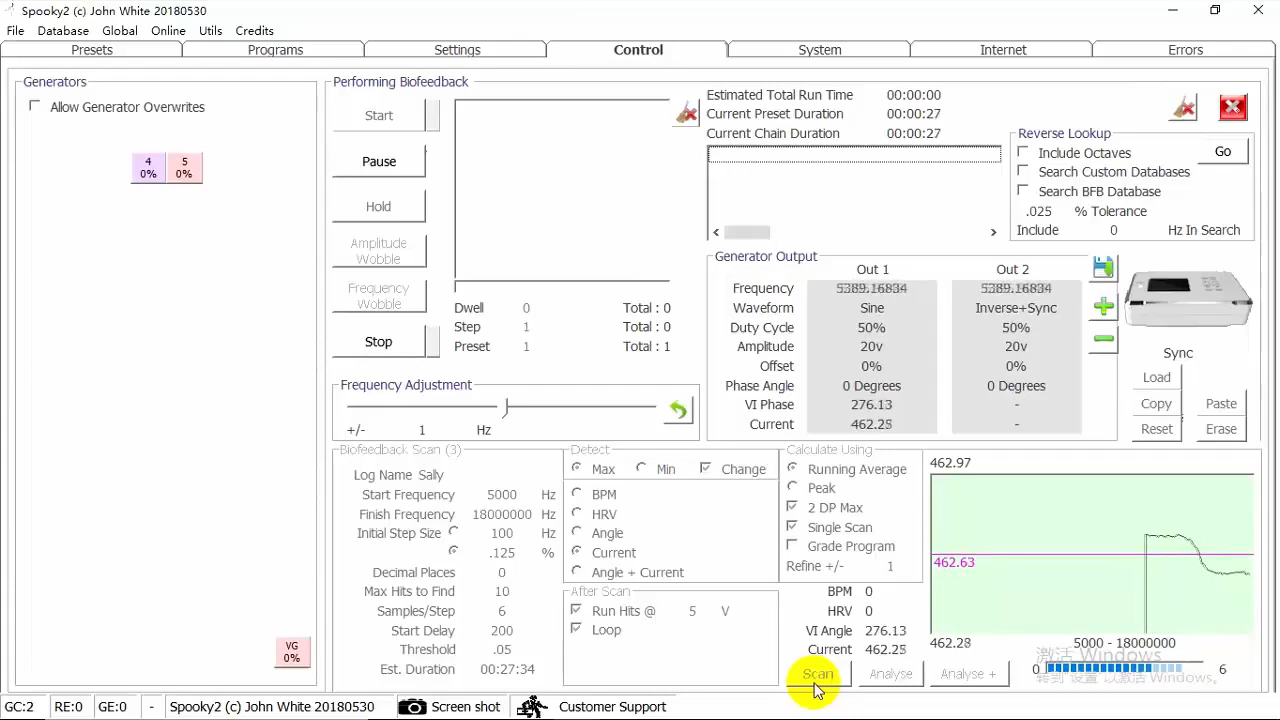 Spooky2 (c) John White 20180530
File Database Global Online Utils Credits
Presets Programs Settings Control System Internet Errors
Generators
Allow Generator Overwrites
4 5
0% 0%
VG
0%
Performing Biofeedback
Start
Pause
Hold
Amplitude
Wobble
Frequency
Wobble
Stop
Dwell 0 Total : 0
Step 1 Total : 0
Preset 1 Total : 1
Frequency Adjustment
+/- 1 Hz
Estimated Total Run Time 00:00:00
Current Preset Duration 00:00:27
Current Chain Duration 00:00:27
Reverse Lookup
Include Octaves Go
Search Custom Databases
Search BFB Database
.025 % Tolerance
Include 0 Hz In Search
Generator Output
Out 1 Out 2
Frequency 5389.16834 5389.16834
Waveform Sine Inverse+Sync
Duty Cycle 50% 50%
Amplitude 20v 20v
Offset 0% 0%
Phase Angle 0 Degrees 0 Degrees
VI Phase 276.13 -
Current 462.25 -
Sync
Load
Copy Paste
Reset Erase
Biofeedback Scan (3)
Log Name Sally
Start Frequency 5000 Hz
Finish Frequency 18000000 Hz
Initial Step Size 100 Hz
.125 %
Decimal Places 0
Max Hits to Find 10
Samples/Step 6
Start Delay 200
Threshold .05
Est. Duration 00:27:34
Detect
Max Min Change
BPM
HRV
Angle
Current
Angle + Current
After Scan
Run Hits @ 5 V
Loop
Calculate Using
Running Average
Peak
2 DP Max
Single Scan
Grade Program
Refine +/- 1
BPM 0
HRV 0
VI Angle 276.13
Current 462.25
Scan Analyse Analyse +
462.97
462.63
462.28 5000 - 18000000
激活 Windows
0 6
转到"设置"以激活 Windows。
GC:2 RE:0 GE:0 - Spooky2 (c) John White 20180530 Screen shot Customer Support